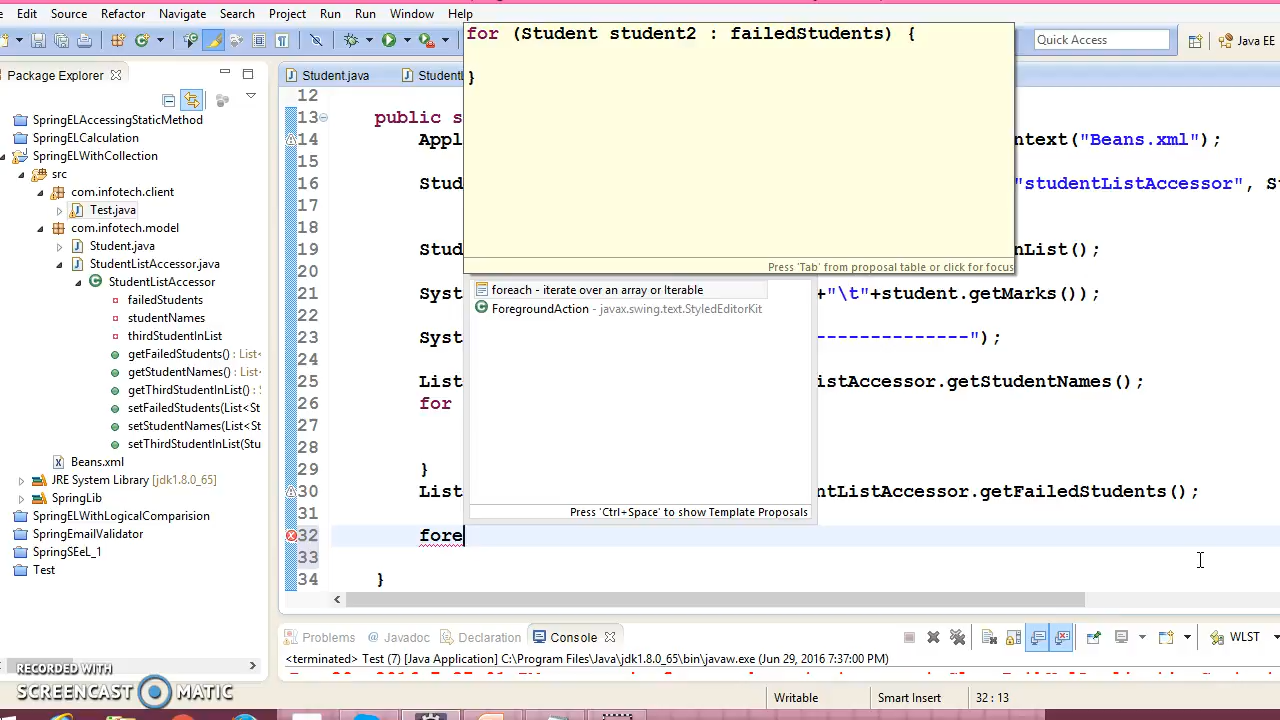 Edit Source Refactor Navigate Search Project Run Window Help
for (Student student2 : failedStudents) {
}
Press 'Tab' from proposal table or click for focus
Quick Access
Java EE
Package Explorer
SpringELAccessingStaticMethod
SpringELCalculation
SpringELWithCollection
src
com.infotech.client
Test.java
com.infotech.model
Student.java
StudentListAccessor.java
StudentListAccessor
failedStudents
studentNames
thirdStudentInList
getFailedStudents() : List<
getStudentNames() : List<
getThirdStudentInList() : S
setFailedStudents(List<St
setStudentNames(List<St
setThirdStudentInList(Stu
Beans.xml
JRE System Library [jdk1.8.0_65]
SpringLib
SpringELWithLogicalComparision
SpringEmailValidator
SpringSEeL_1
Test
Student.java StudentL
12
13 public s
14 Appl ntext("Beans.xml");
15
16 Stud "studentListAccessor", St
17
18
19 Stud nList();
20
21 Syst +"\t"+student.getMarks());
22
23 Syst --------------");
24
25 List istAccessor.getStudentNames();
26 for
27
28
29 }
30 List ntListAccessor.getFailedStudents();
31
32 fore
33
34 }
foreach - iterate over an array or Iterable
ForegroundAction - javax.swing.text.StyledEditorKit
Press 'Ctrl+Space' to show Template Proposals
Problems Javadoc Declaration Console
WLST
<terminated> Test (7) [Java Application] C:\Program Files\Java\jdk1.8.0_65\bin\javaw.exe (Jun 29, 2016 7:37:00 PM)
RECORDED WITH
SCREENCAST MATIC
Writable Smart Insert 32 : 13